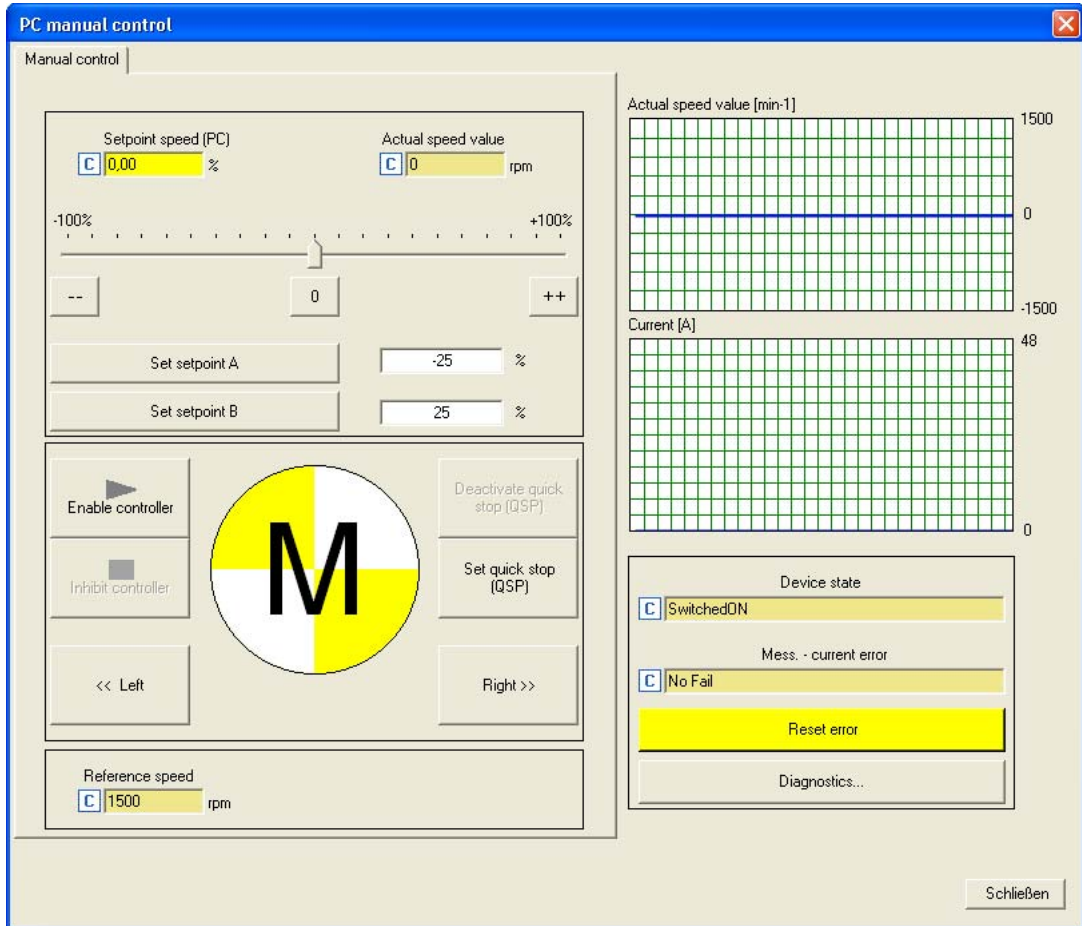 PC manual control
Manual control
Setpoint speed (PC)
C 0,00 %
Actual speed value
C 0 rpm
-100% +100%
-- 0 ++
Set setpoint A -25 %
Set setpoint B 25 %
Enable controller
Inhibit controller
M
Deactivate quick
stop (QSP)
Set quick stop
(QSP)
<< Left
Right >>
Reference speed
C 1500 rpm
Actual speed value [min-1]
1500
0
-1500
Current [A]
48
0
Device state
C SwitchedON
Mess. - current error
C No Fail
Reset error
Diagnostics...
Schließen